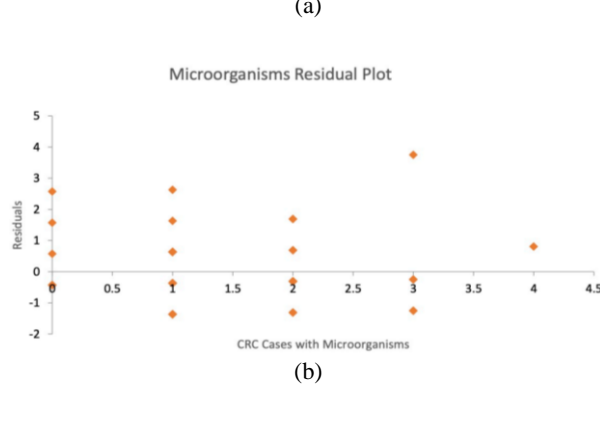 (a)
Microorganisms Residual Plot
5
4
3
2
1
0
-1
-2
Residuals
0 0.5 1 1.5 2 2.5 3 3.5 4 4.5
CRC Cases with Microorganisms
(b)